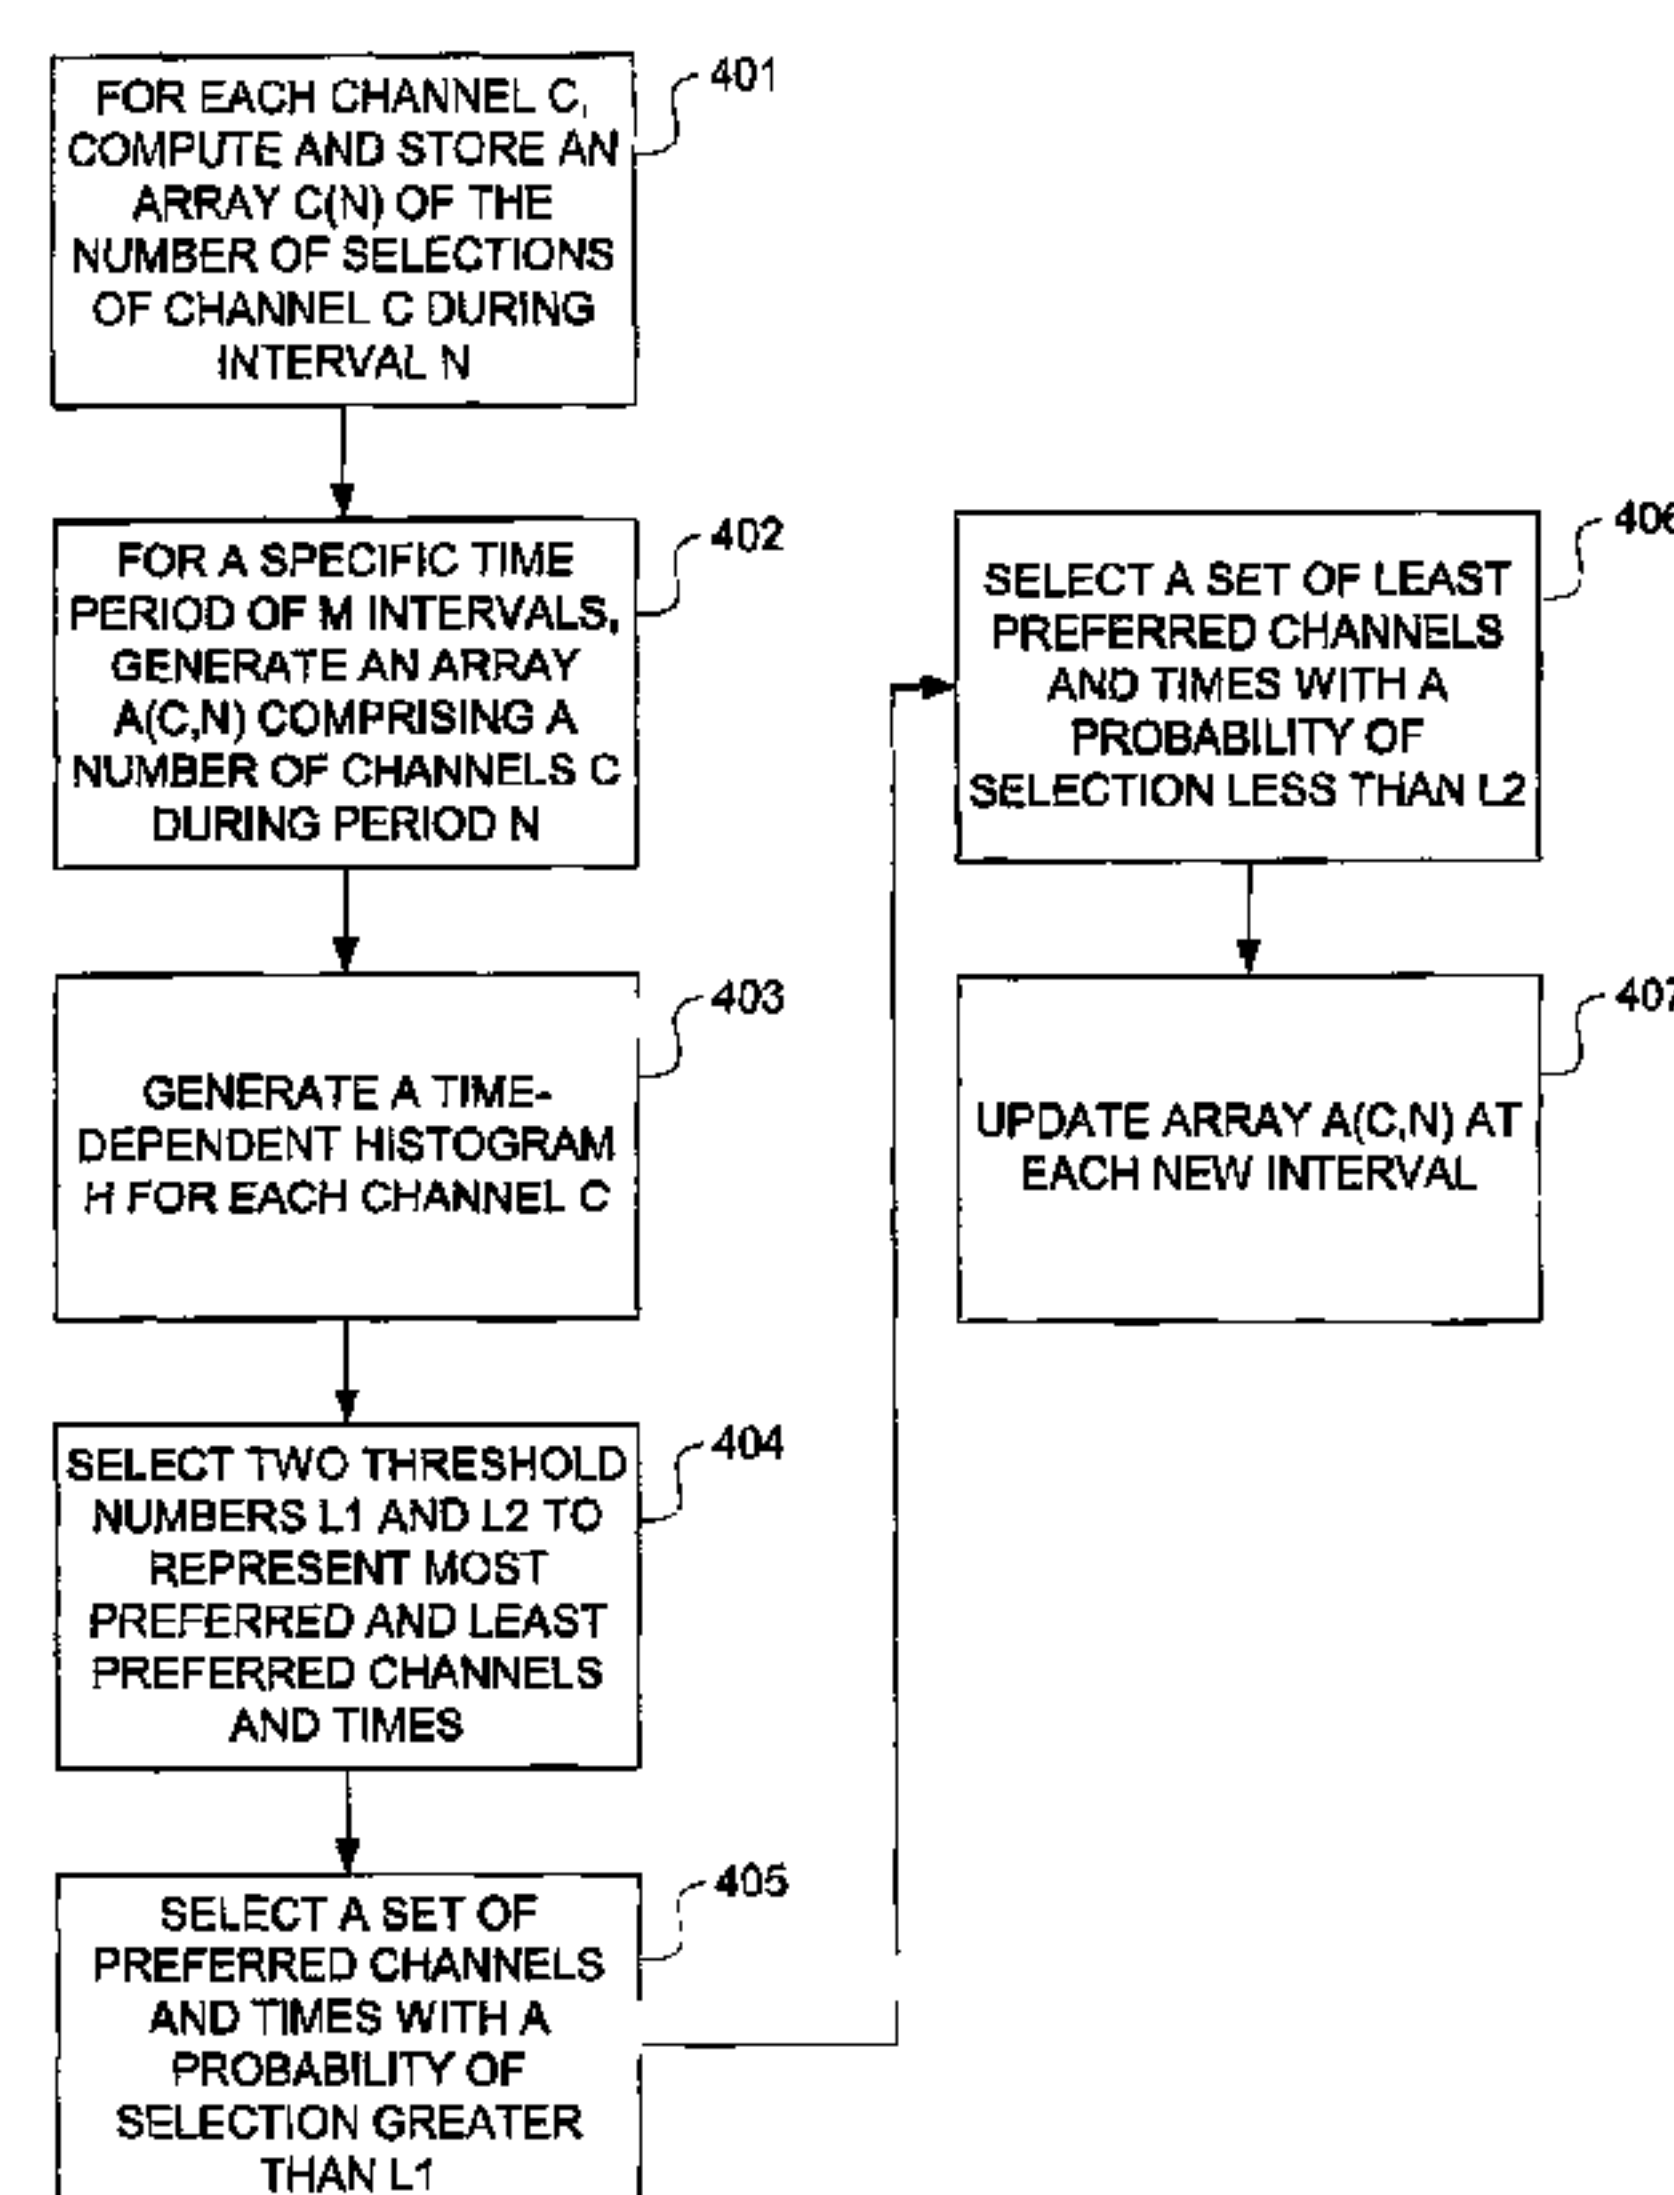 FOR EACH CHANNEL C,
COMPUTE AND STORE AN
ARRAY C(N) OF THE
NUMBER OF SELECTIONS
OF CHANNEL C DURING
INTERVAL N
401
FOR A SPECIFIC TIME
PERIOD OF M INTERVALS,
GENERATE AN ARRAY
A(C,N) COMPRISING A
NUMBER OF CHANNELS C
DURING PERIOD N
402
GENERATE A TIME-
DEPENDENT HISTOGRAM
H FOR EACH CHANNEL C
403
SELECT TWO THRESHOLD
NUMBERS L1 AND L2 TO
REPRESENT MOST
PREFERRED AND LEAST
PREFERRED CHANNELS
AND TIMES
404
SELECT A SET OF
PREFERRED CHANNELS
AND TIMES WITH A
PROBABILITY OF
SELECTION GREATER
THAN L1
405
SELECT A SET OF LEAST
PREFERRED CHANNELS
AND TIMES WITH A
PROBABILITY OF
SELECTION LESS THAN L2
406
UPDATE ARRAY A(C,N) AT
EACH NEW INTERVAL
407